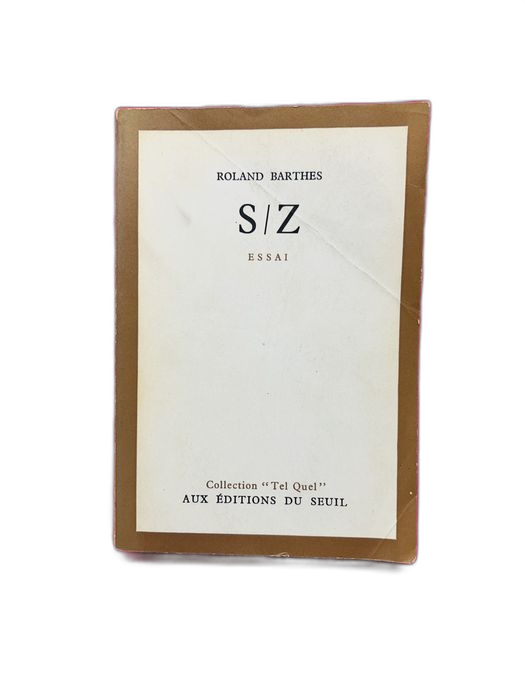 ROLAND BARTHES
S/Z
ESSAI
Collection “Tel Quel”
AUX ÉDITIONS DU SEUIL